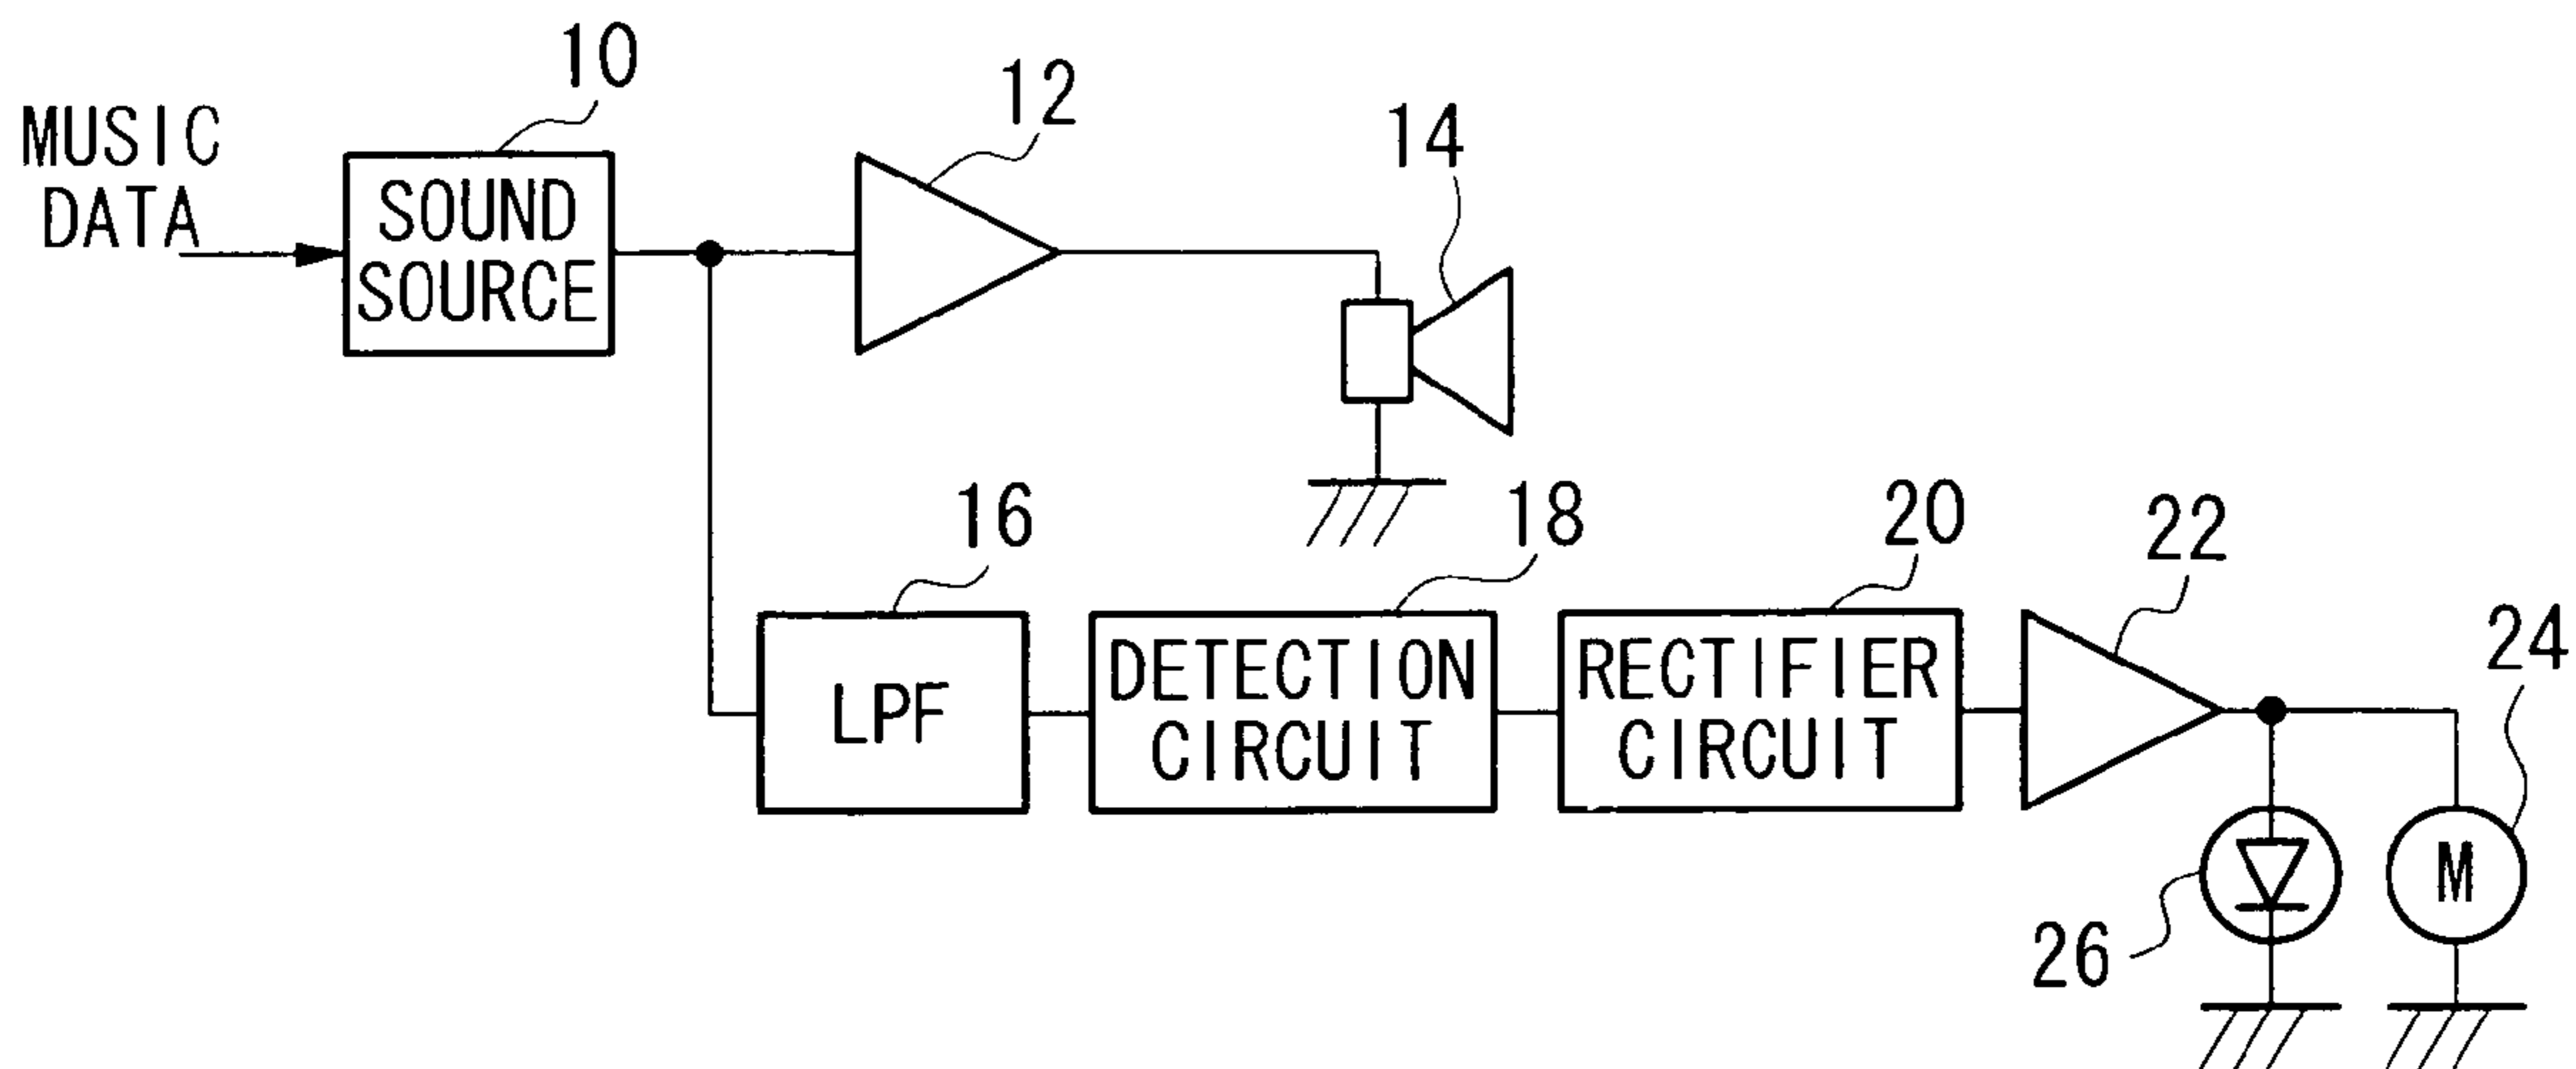 10
MUSIC
DATA
SOUND
SOURCE
12
14
16
LPF
18
DETECTION
CIRCUIT
20
RECTIFIER
CIRCUIT
22
24
M
26